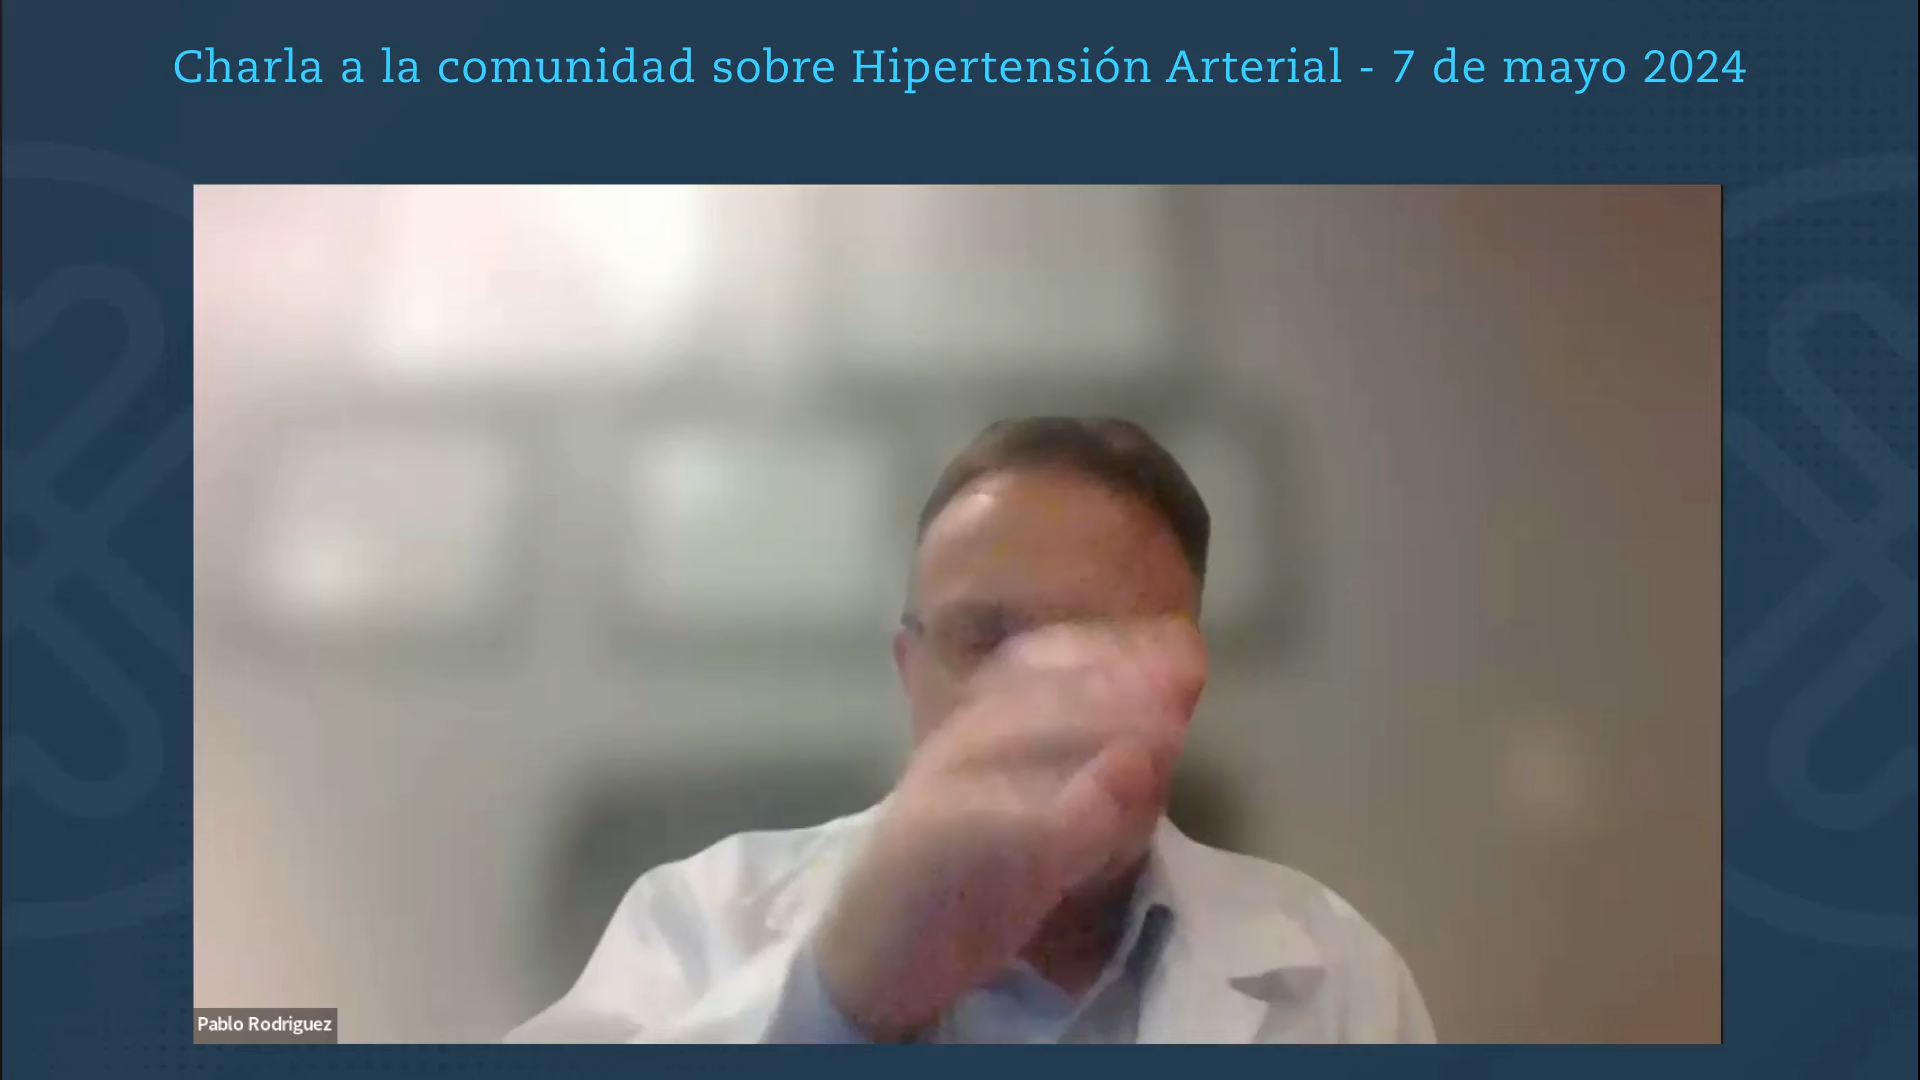 Charla a la comunidad sobre Hipertensión Arterial - 7 de mayo 2024
Pablo Rodriguez